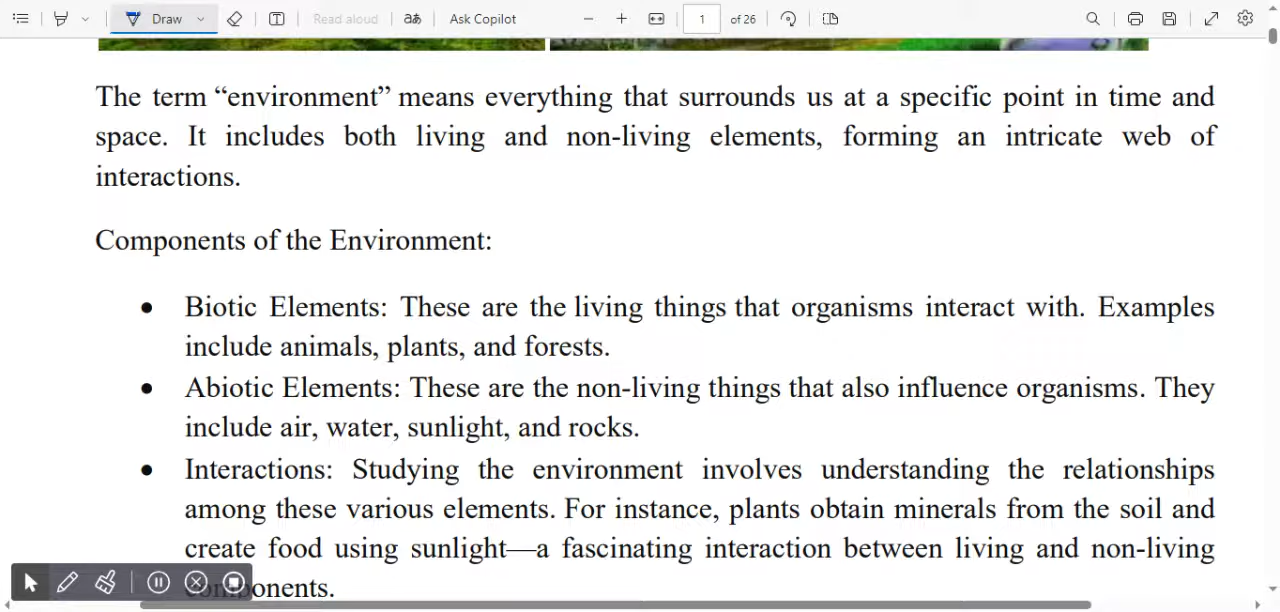 Draw
Read aloud
aあ
Ask Copilot
1
of 26
The term “environment” means everything that surrounds us at a specific point in time and
space. It includes both living and non-living elements, forming an intricate web of
interactions.
Components of the Environment:
• Biotic Elements: These are the living things that organisms interact with. Examples
include animals, plants, and forests.
• Abiotic Elements: These are the non-living things that also influence organisms. They
include air, water, sunlight, and rocks.
• Interactions: Studying the environment involves understanding the relationships
among these various elements. For instance, plants obtain minerals from the soil and
create food using sunlight—a fascinating interaction between living and non-living
components.